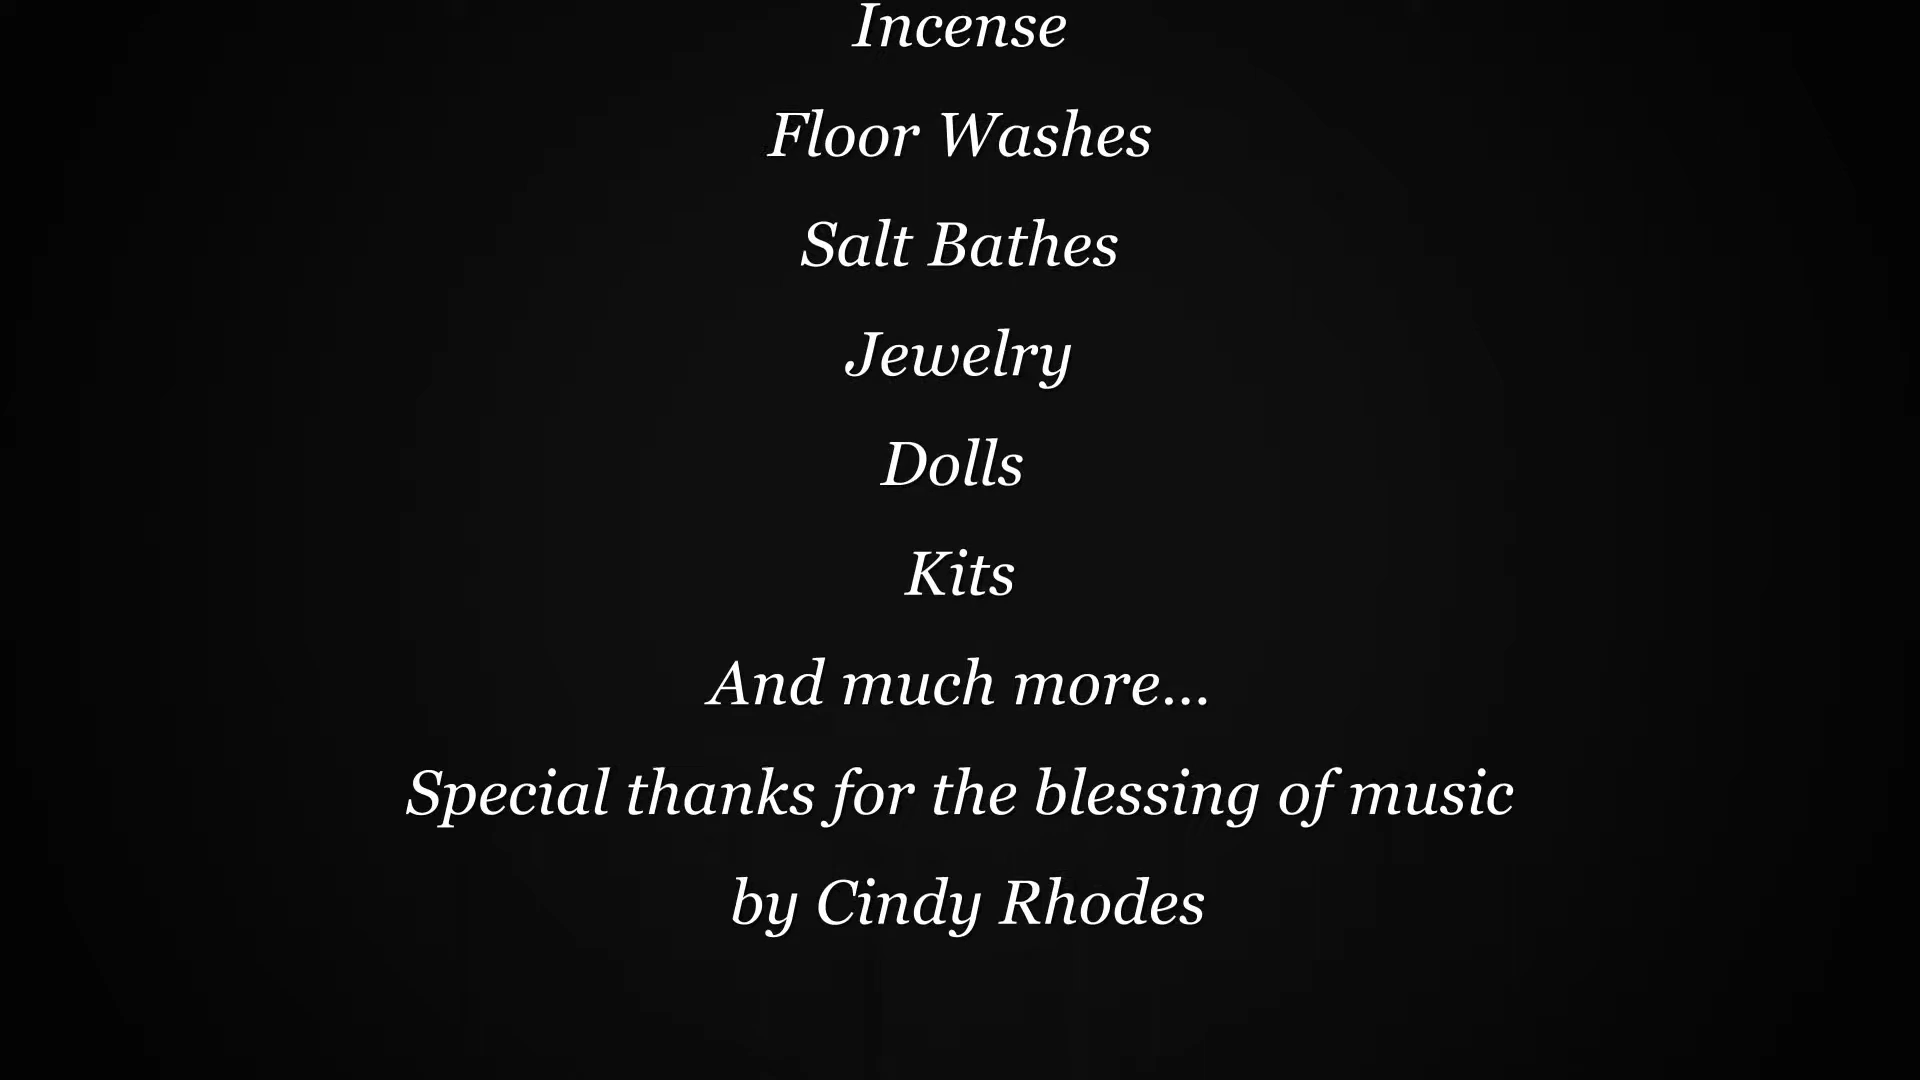 Incense
Floor Washes
Salt Bathes
Jewelry
Dolls
Kits
And much more...
Special thanks for the blessing of music
by Cindy Rhodes